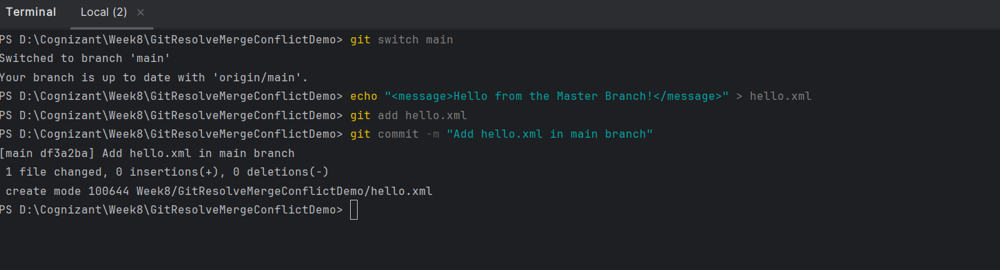 Terminal Local (2) ×
PS D:\Cognizant\Week8\GitResolveMergeConflictDemo> git switch main
Switched to branch 'main'
Your branch is up to date with 'origin/main'.
PS D:\Cognizant\Week8\GitResolveMergeConflictDemo> echo "<message>Hello from the Master Branch!</message>" > hello.xml
PS D:\Cognizant\Week8\GitResolveMergeConflictDemo> git add hello.xml
PS D:\Cognizant\Week8\GitResolveMergeConflictDemo> git commit -m "Add hello.xml in main branch"
[main df3a2ba] Add hello.xml in main branch
1 file changed, 0 insertions(+), 0 deletions(-)
create mode 100644 Week8/GitResolveMergeConflictDemo/hello.xml
PS D:\Cognizant\Week8\GitResolveMergeConflictDemo>